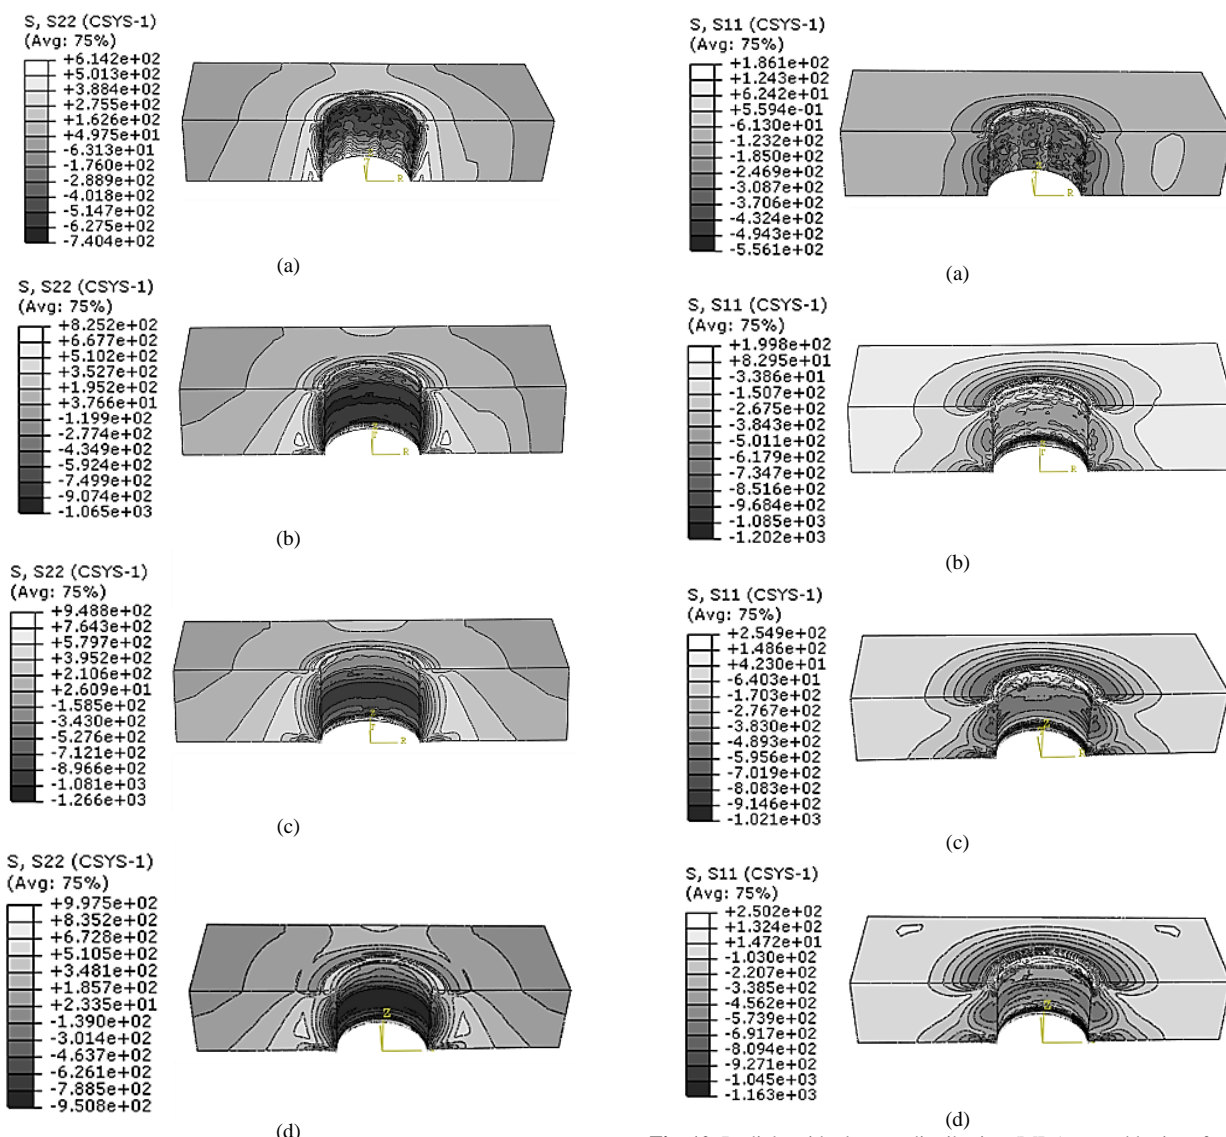 S, S22 (CSYS-1)
(Avg: 75%)
+6.142e+02
+5.013e+02
+3.884e+02
+2.755e+02
+1.626e+02
+4.975e+01
-6.313e+01
-1.760e+02
-2.889e+02
-4.018e+02
-5.147e+02
-6.275e+02
-7.404e+02
R
(a)
S, S22 (CSYS-1)
(Avg: 75%)
+8.252e+02
+6.677e+02
+5.102e+02
+3.527e+02
+1.952e+02
+3.766e+01
-1.199e+02
-2.774e+02
-4.349e+02
-5.924e+02
-7.499e+02
-9.074e+02
-1.065e+03
R
(b)
S, S22 (CSYS-1)
(Avg: 75%)
+9.488e+02
+7.643e+02
+5.797e+02
+3.952e+02
+2.106e+02
+2.609e+01
-1.585e+02
-3.430e+02
-5.276e+02
-7.121e+02
-8.966e+02
-1.081e+03
-1.266e+03
R
(c)
S, S22 (CSYS-1)
(Avg: 75%)
+9.975e+02
+8.352e+02
+6.728e+02
+5.105e+02
+3.481e+02
+1.857e+02
+2.335e+01
-1.390e+02
-3.014e+02
-4.637e+02
-6.261e+02
-7.885e+02
-9.508e+02
Z
(d)
S, S11 (CSYS-1)
(Avg: 75%)
+1.861e+02
+1.243e+02
+6.242e+01
+5.594e-01
-6.130e+01
-1.232e+02
-1.850e+02
-2.469e+02
-3.087e+02
-3.706e+02
-4.324e+02
-4.943e+02
-5.561e+02
R
(a)
S, S11 (CSYS-1)
(Avg: 75%)
+1.998e+02
+8.295e+01
-3.386e+01
-1.507e+02
-2.675e+02
-3.843e+02
-5.011e+02
-6.179e+02
-7.347e+02
-8.516e+02
-9.684e+02
-1.085e+03
-1.202e+03
R
(b)
S, S11 (CSYS-1)
(Avg: 75%)
+2.549e+02
+1.486e+02
+4.230e+01
-6.403e+01
-1.703e+02
-2.767e+02
-3.830e+02
-4.893e+02
-5.956e+02
-7.019e+02
-8.083e+02
-9.146e+02
-1.021e+03
Z
R
(c)
S, S11 (CSYS-1)
(Avg: 75%)
+2.502e+02
+1.324e+02
+1.472e+01
-1.030e+02
-2.207e+02
-3.385e+02
-4.562e+02
-5.739e+02
-6.917e+02
-8.094e+02
-9.271e+02
-1.045e+03
-1.163e+03
Z
(d)